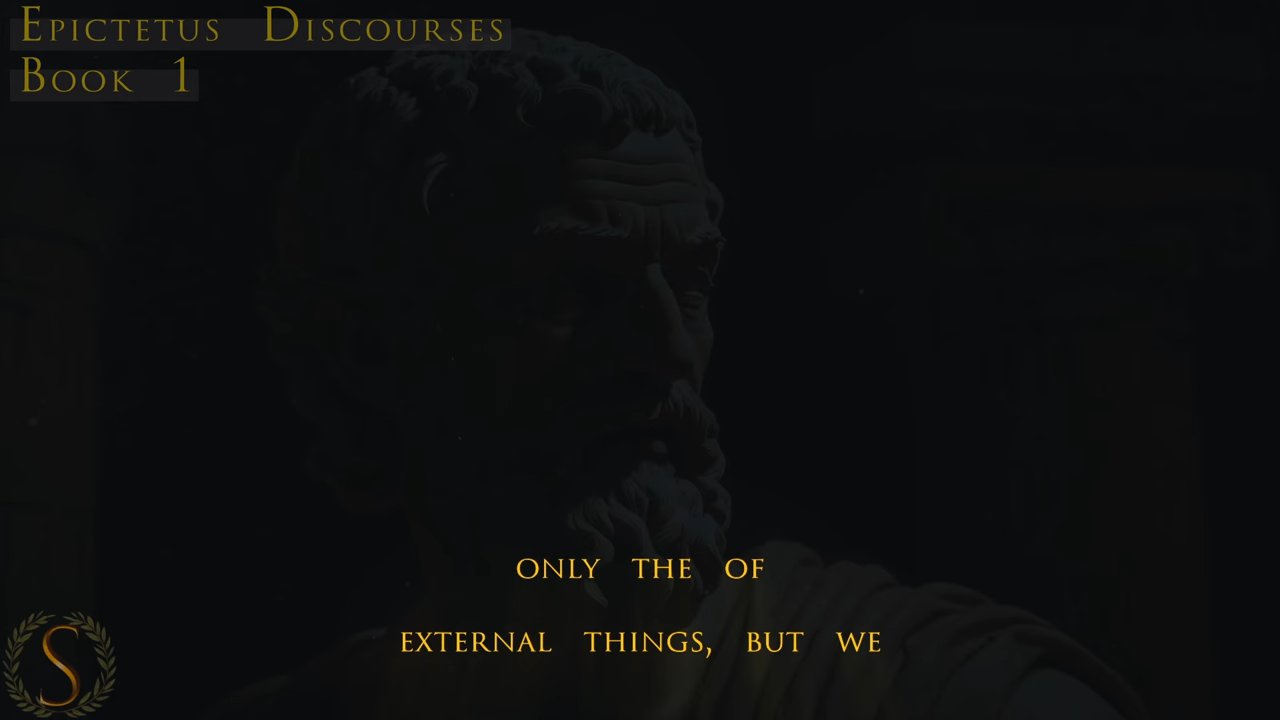 Epictetus Discourses
Book 1
only the of
external things, but we
S